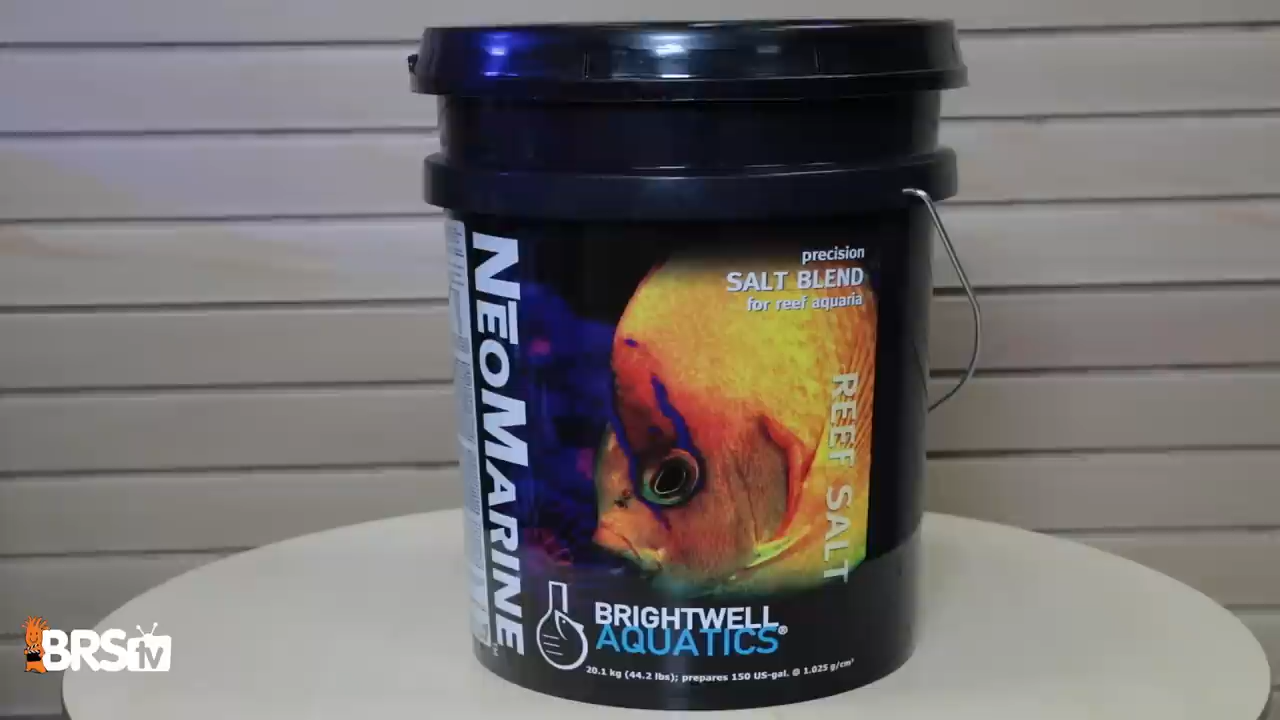 precision
SALT BLEND
for reef aquaria
NĒOMARINE™
REEF SALT
BRIGHTWELL
AQUATICS®
20.1 kg (44.2 lbs); prepares 150 US-gal. @ 1.025 g/cm³
BRStv